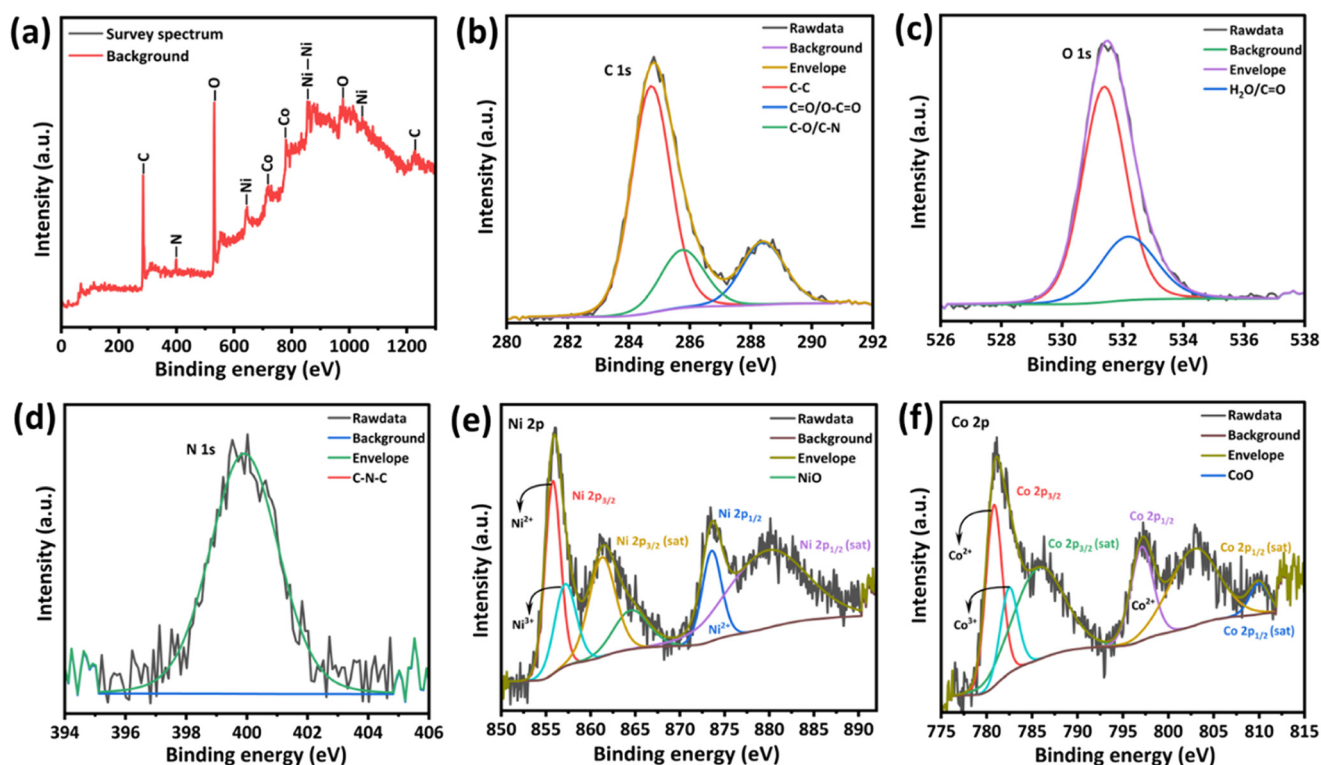 (a)
Survey spectrum
Background
C
N
O
Ni
Co
Co
Ni—Ni
O
Ni
C
Intensity (a.u.)
0 200 400 600 800 1000 1200
Binding energy (eV)
(b)
C 1s
Rawdata
Background
Envelope
C-C
C=O/O-C=O
C-O/C-N
Intensity (a.u.)
280 282 284 286 288 290 292
Binding energy (eV)
(c)
O 1s
Rawdata
Background
Envelope
H₂O/C=O
Intensity (a.u.)
526 528 530 532 534 536 538
Binding energy (eV)
(d)
N 1s
Rawdata
Background
Envelope
C-N-C
Intensity (a.u.)
394 396 398 400 402 404 406
Binding energy (eV)
(e)
Ni 2p
Rawdata
Background
Envelope
NiO
Ni 2p3/2
Ni²⁺
Ni³⁺
Ni 2p3/2 (sat)
Ni 2p1/2
Ni²⁺
Ni 2p1/2 (sat)
Intensity (a.u.)
850 855 860 865 870 875 880 885 890
Binding energy (eV)
(f)
Co 2p
Rawdata
Background
Envelope
CoO
Co 2p3/2
Co²⁺
Co³⁺
Co 2p3/2 (sat)
Co 2p1/2
Co²⁺
Co 2p1/2 (sat)
Co 2p1/2 (sat)
Intensity (a.u.)
775 780 785 790 795 800 805 810 815
Binding energy (eV)